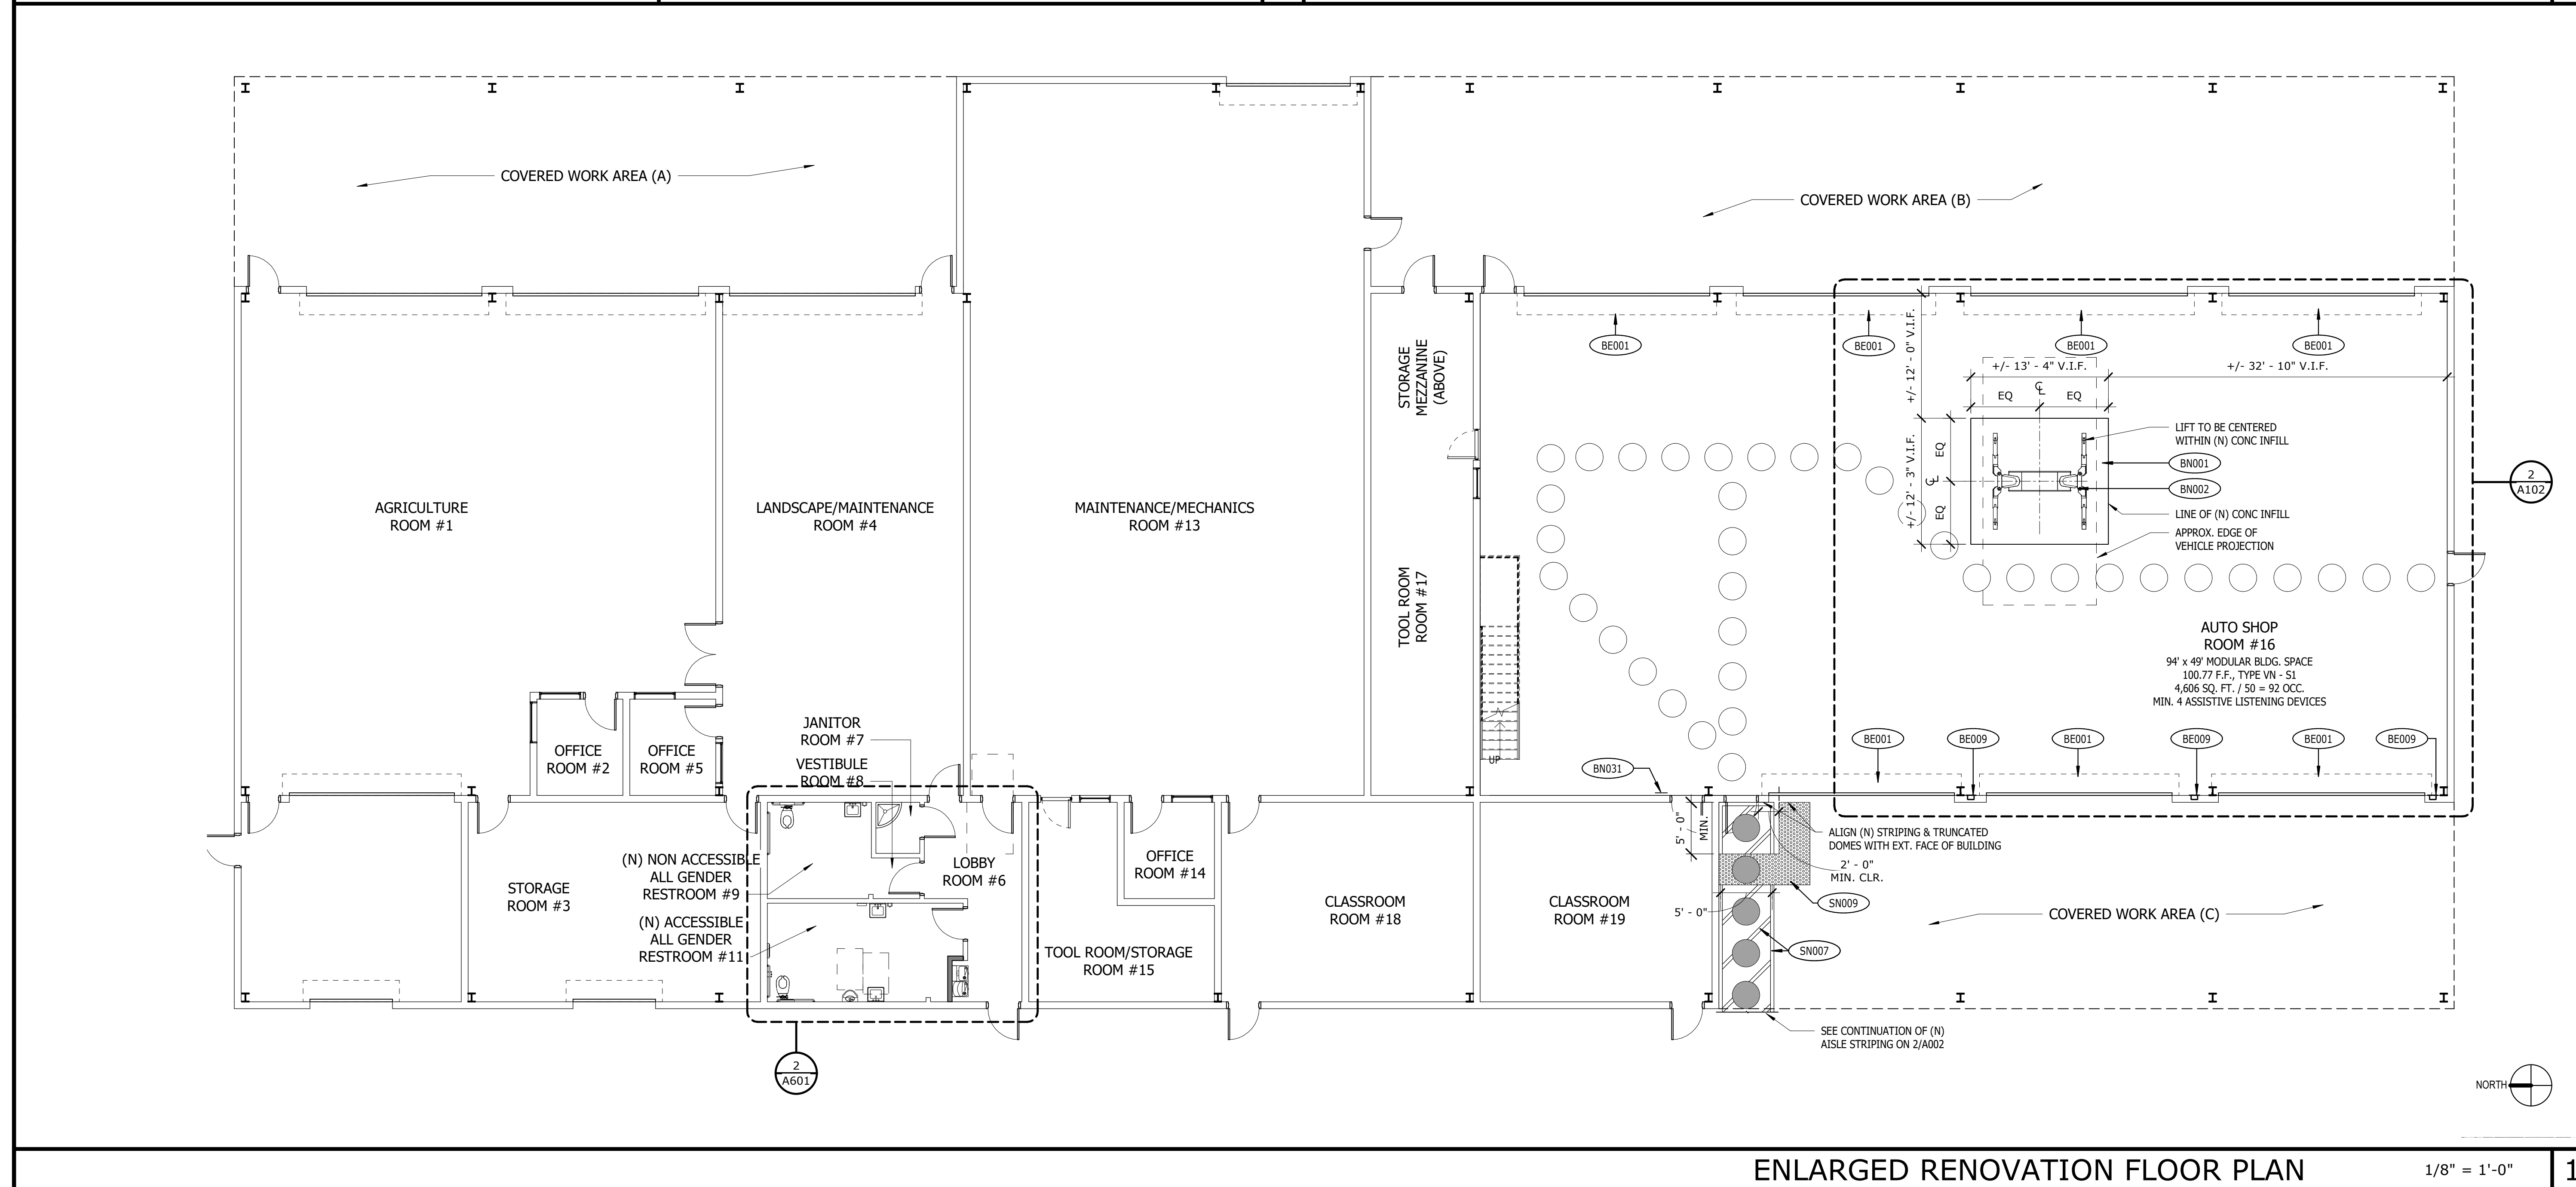 COVERED WORK AREA (A)
COVERED WORK AREA (B)
AGRICULTURE
ROOM #1
LANDSCAPE/MAINTENANCE
ROOM #4
MAINTENANCE/MECHANICS
ROOM #13
STORAGE
MEZZANINE
(ABOVE)
TOOL ROOM
ROOM #17
BE001
BE001
BE001
BE001
+/- 12' - 0" V.I.F.
+/- 13' - 4" V.I.F.
+/- 32' - 10" V.I.F.
EQ
CL
EQ
+/- 12' - 3" V.I.F.
EQ
CL
EQ
LIFT TO BE CENTERED
WITHIN (N) CONC INFILL
BN001
BN002
LINE OF (N) CONC INFILL
APPROX. EDGE OF
VEHICLE PROJECTION
2
A102
AUTO SHOP
ROOM #16
94' x 49' MODULAR BLDG. SPACE
100.77 F.F., TYPE VN - S1
4,606 SQ. FT. / 50 = 92 OCC.
MIN. 4 ASSISTIVE LISTENING DEVICES
OFFICE
ROOM #2
OFFICE
ROOM #5
JANITOR
ROOM #7
VESTIBULE
ROOM #8
UP
BN031
BE001
BE009
BE001
BE009
BE001
BE009
STORAGE
ROOM #3
(N) NON ACCESSIBLE
ALL GENDER
RESTROOM #9
(N) ACCESSIBLE
ALL GENDER
RESTROOM #11
LOBBY
ROOM #6
OFFICE
ROOM #14
TOOL ROOM/STORAGE
ROOM #15
CLASSROOM
ROOM #18
CLASSROOM
ROOM #19
5' - 0"
MIN.
ALIGN (N) STRIPING & TRUNCATED
DOMES WITH EXT. FACE OF BUILDING
2' - 0"
MIN. CLR.
SN009
5' - 0"
SN007
COVERED WORK AREA (C)
SEE CONTINUATION OF (N)
AISLE STRIPING ON 2/A002
2
A601
NORTH
ENLARGED RENOVATION FLOOR PLAN
1/8" = 1'-0"
1